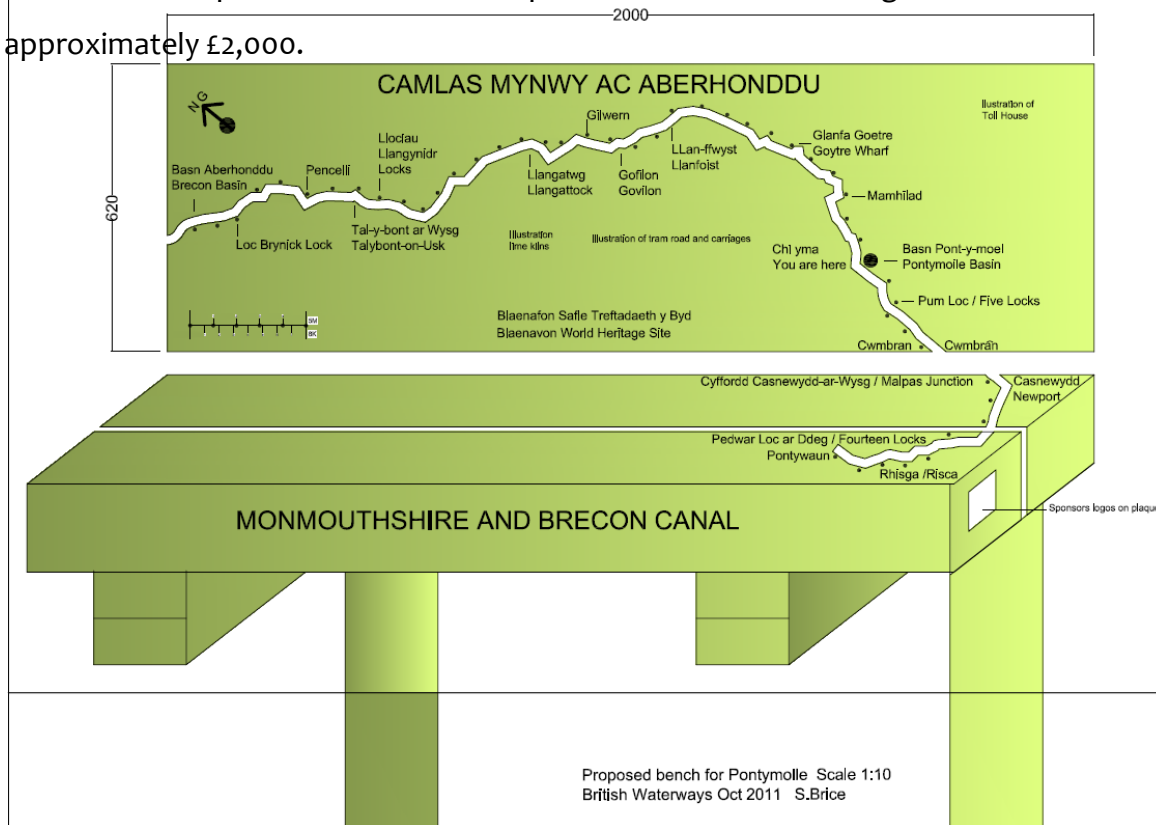 2000
approximately £2,000.
620
CAMLAS MYNWY AC ABERHONDDU
NG
Illustration of
Toll House
Gilwern
Glanfa Goetre
Goytre Wharf
Llociau
Llangynidr
Locks
LLan-ffwyst
Llanfoist
Basn Aberhonddu
Brecon Basin
Pencelli
Llangatwg
Llangattock
Gofilon
Govilon
Mamhilad
Loc Brynick Lock
Tal-y-bont ar Wysg
Talybont-on-Usk
Illustration
lime kilns
Illustration of tram road and carriages
Chi yma
You are here
Basn Pont-y-moel
Pontymoile Basin
Pum Loc / Five Locks
5M
8K
Blaenafon Safle Treftadaeth y Byd
Blaenavon World Heritage Site
Cwmbran
Cwmbrân
Cyffordd Casnewydd-ar-Wysg / Malpas Junction
Casnewydd
Newport
Pedwar Loc ar Ddeg / Fourteen Locks
Pontywaun
Rhisga /Risca
MONMOUTHSHIRE AND BRECON CANAL
Sponsors logos on plaque
Proposed bench for Pontymolle Scale 1:10
British Waterways Oct 2011 S.Brice